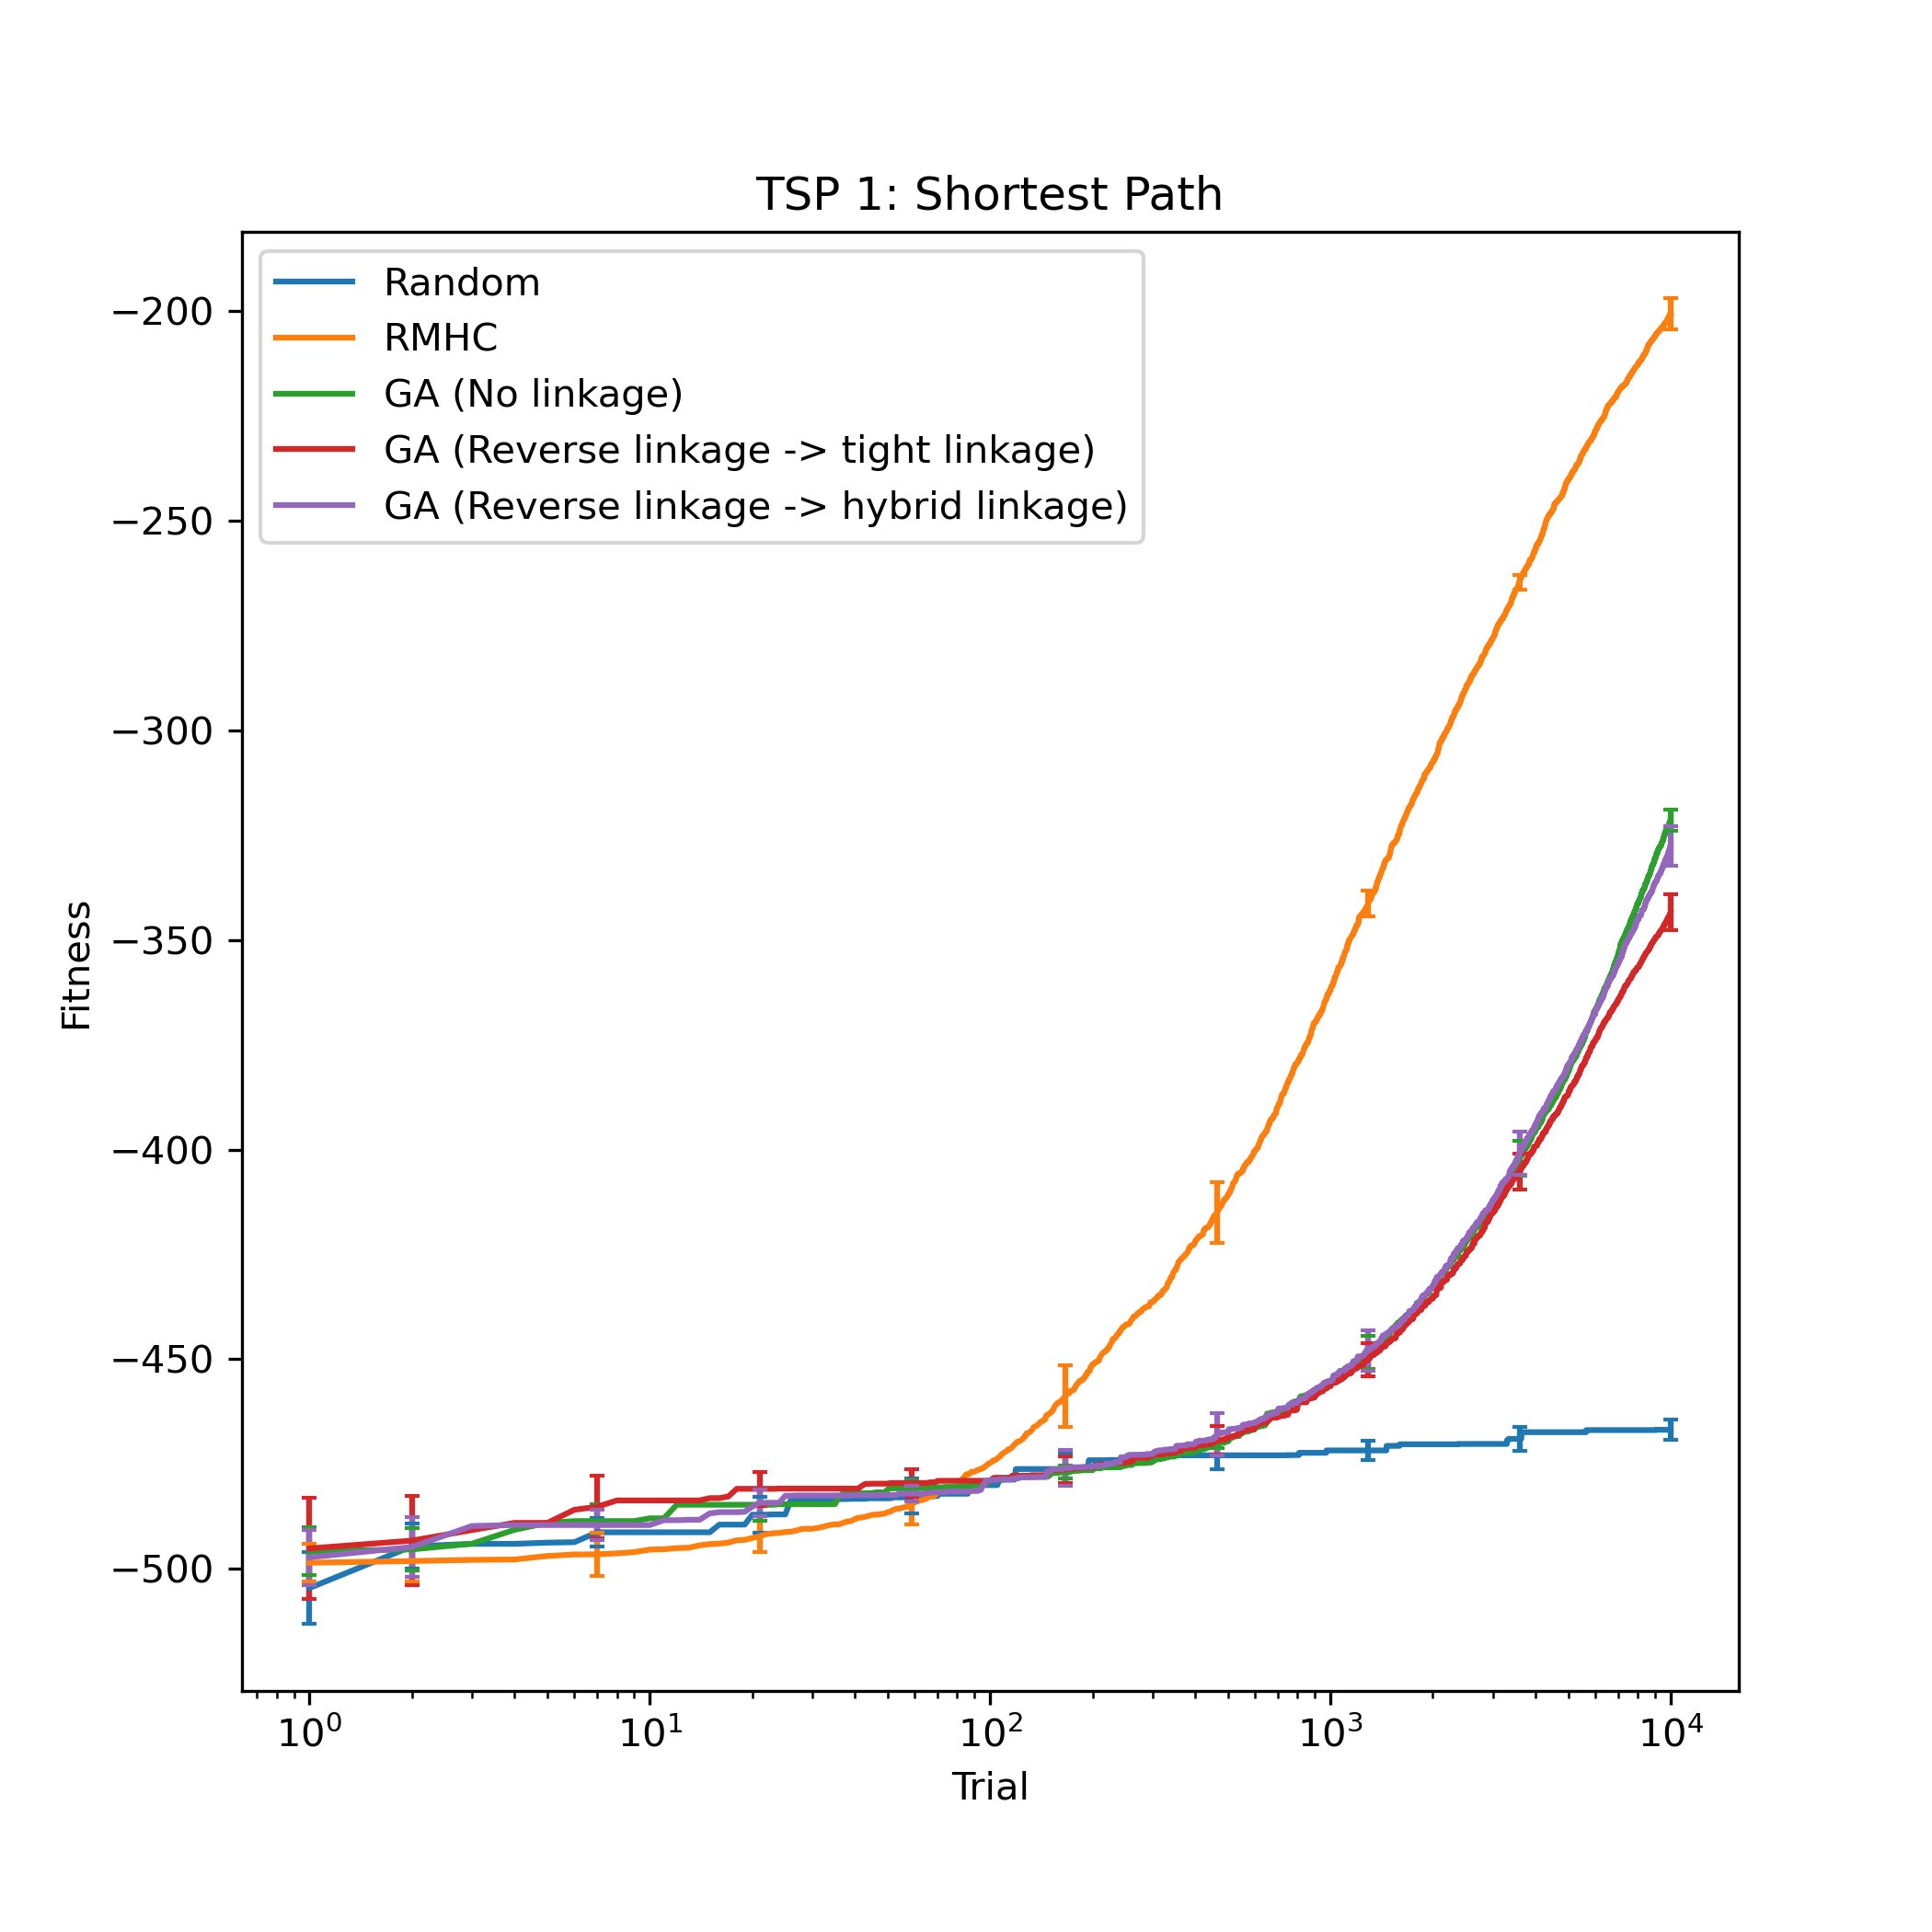 TSP 1: Shortest Path
Random
RMHC
GA (No linkage)
GA (Reverse linkage -> tight linkage)
GA (Reverse linkage -> hybrid linkage)
−200
−250
−300
−350
−400
−450
−500
Fitness
10⁰ 10¹ 10² 10³ 10⁴
Trial